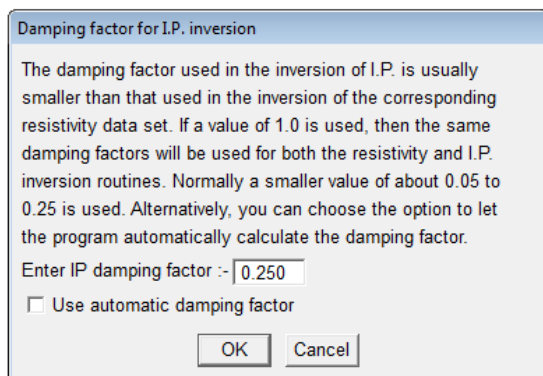 Damping factor for I.P. inversion
The damping factor used in the inversion of I.P. is usually
smaller than that used in the inversion of the corresponding
resistivity data set. If a value of 1.0 is used, then the same
damping factors will be used for both the resistivity and I.P.
inversion routines. Normally a smaller value of about 0.05 to
0.25 is used. Alternatively, you can choose the option to let
the program automatically calculate the damping factor.
Enter IP damping factor :- 0.250
Use automatic damping factor
OK Cancel